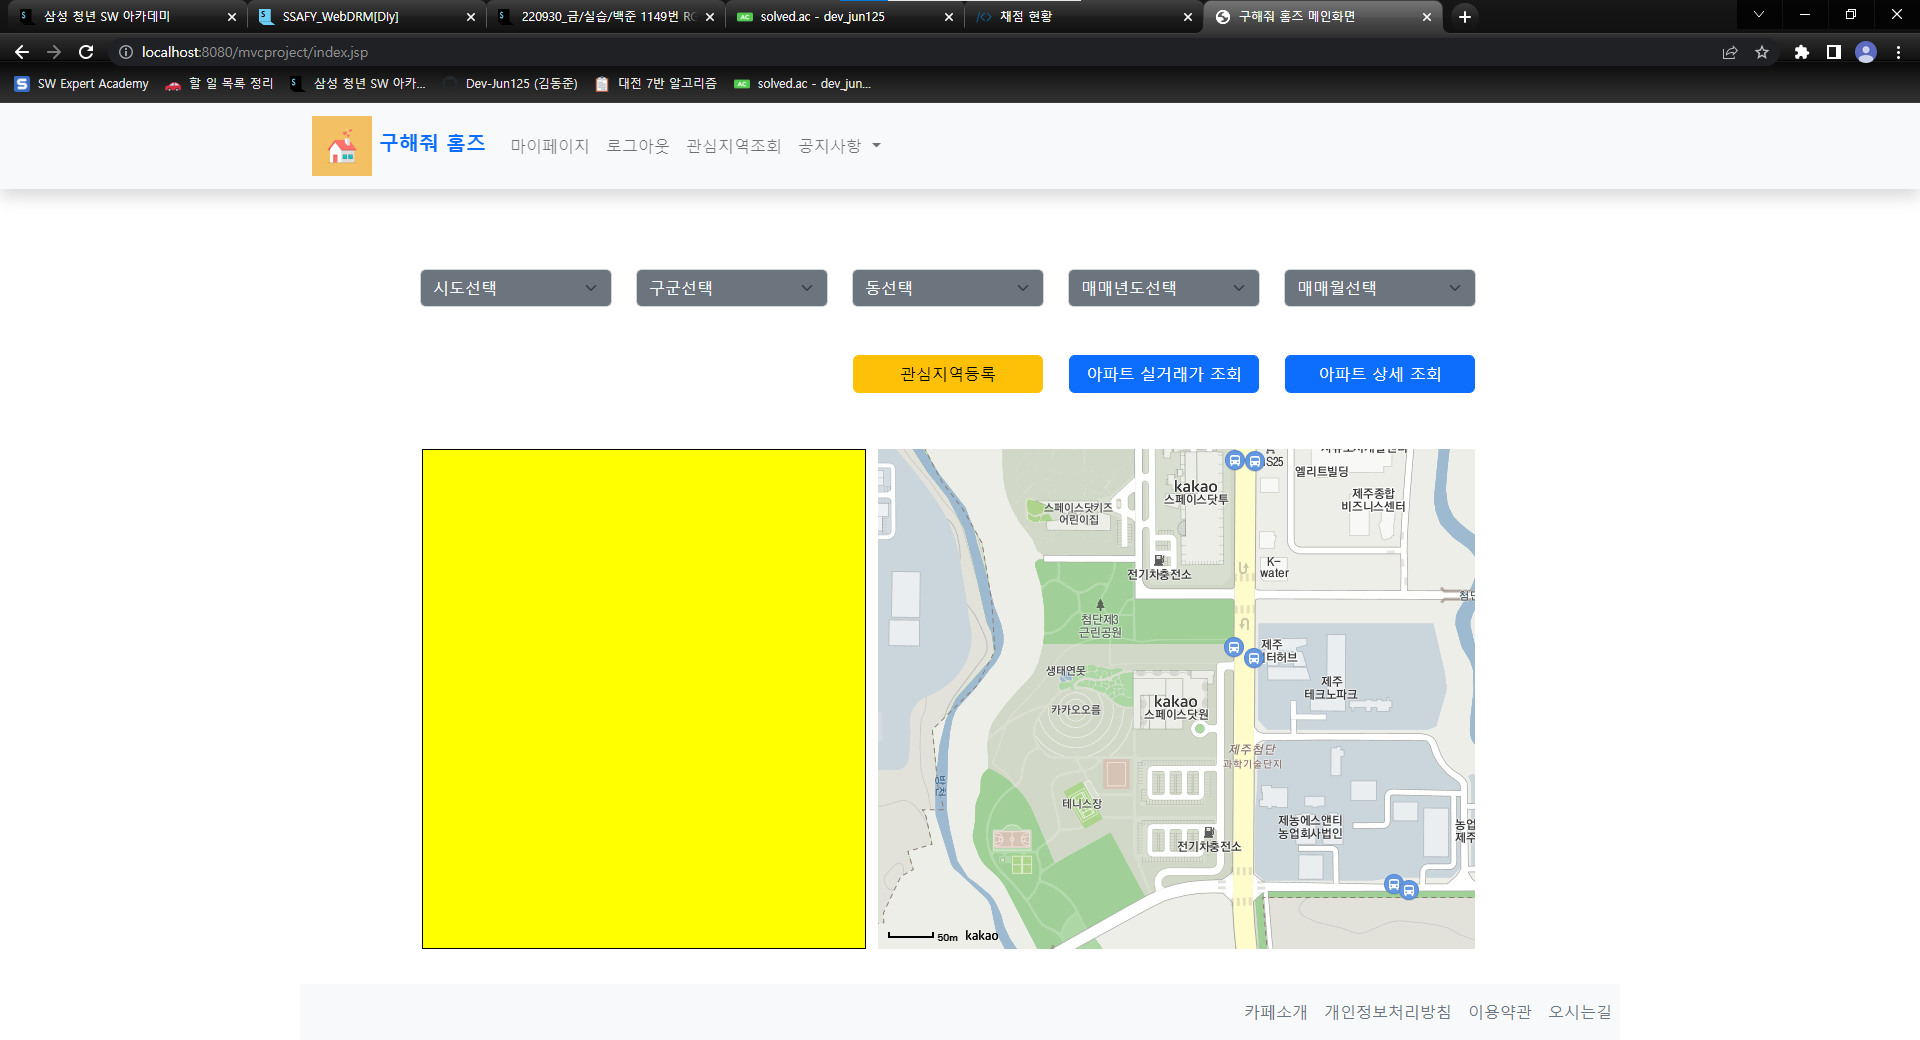 삼성 청년 SW 아카데미
SSAFY_WebDRM[Dly]
220930_금/실습/백준 1149번 RG
solved.ac - dev_jun125
채점 현황
구해줘 홈즈 메인화면
localhost:8080/mvcproject/index.jsp
SW Expert Academy
할 일 목록 정리
삼성 청년 SW 아카...
Dev-Jun125 (김동준)
대전 7반 알고리즘
solved.ac - dev_jun...
구해줘 홈즈
마이페이지
로그아웃
관심지역조회
공지사항
시도선택
구군선택
동선택
매매년도선택
매매월선택
관심지역등록
아파트 실거래가 조회
아파트 상세 조회
S25
엘리트빌딩
kakao
스페이스닷투
제주종합
비즈니스센터
스페이스닷키즈
어린이집
전기차충전소
K-
water
첨단
첨단제3
근린공원
제주
터허브
생태연못
제주
테크노파크
kakao
스페이스닷원
카카오오름
제주첨단
과학기술단지
테니스장
제농에스앤티
농업회사법인
농업
제주
전기차충전소
50m
kakao
카페소개
개인정보처리방침
이용약관
오시는길